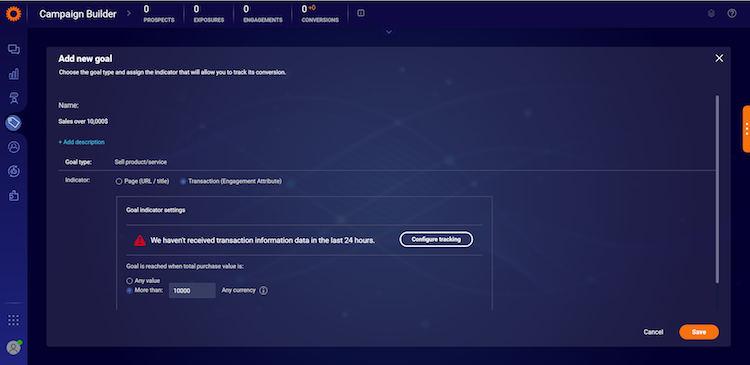 Campaign Builder
0
PROSPECTS
0
EXPOSURES
0
ENGAGEMENTS
0 +0
CONVERSIONS
Add new goal
Choose the goal type and assign the indicator that will allow you to track its conversion.
Name:
Sales over 10,000$
+ Add description
Goal type: Sell product/service
Indicator: Page (URL / title) Transaction (Engagement Attribute)
Goal indicator settings
We haven't received transaction information data in the last 24 hours. Configure tracking
Goal is reached when total purchase value is:
Any value
More than: 10000 Any currency
Cancel Save